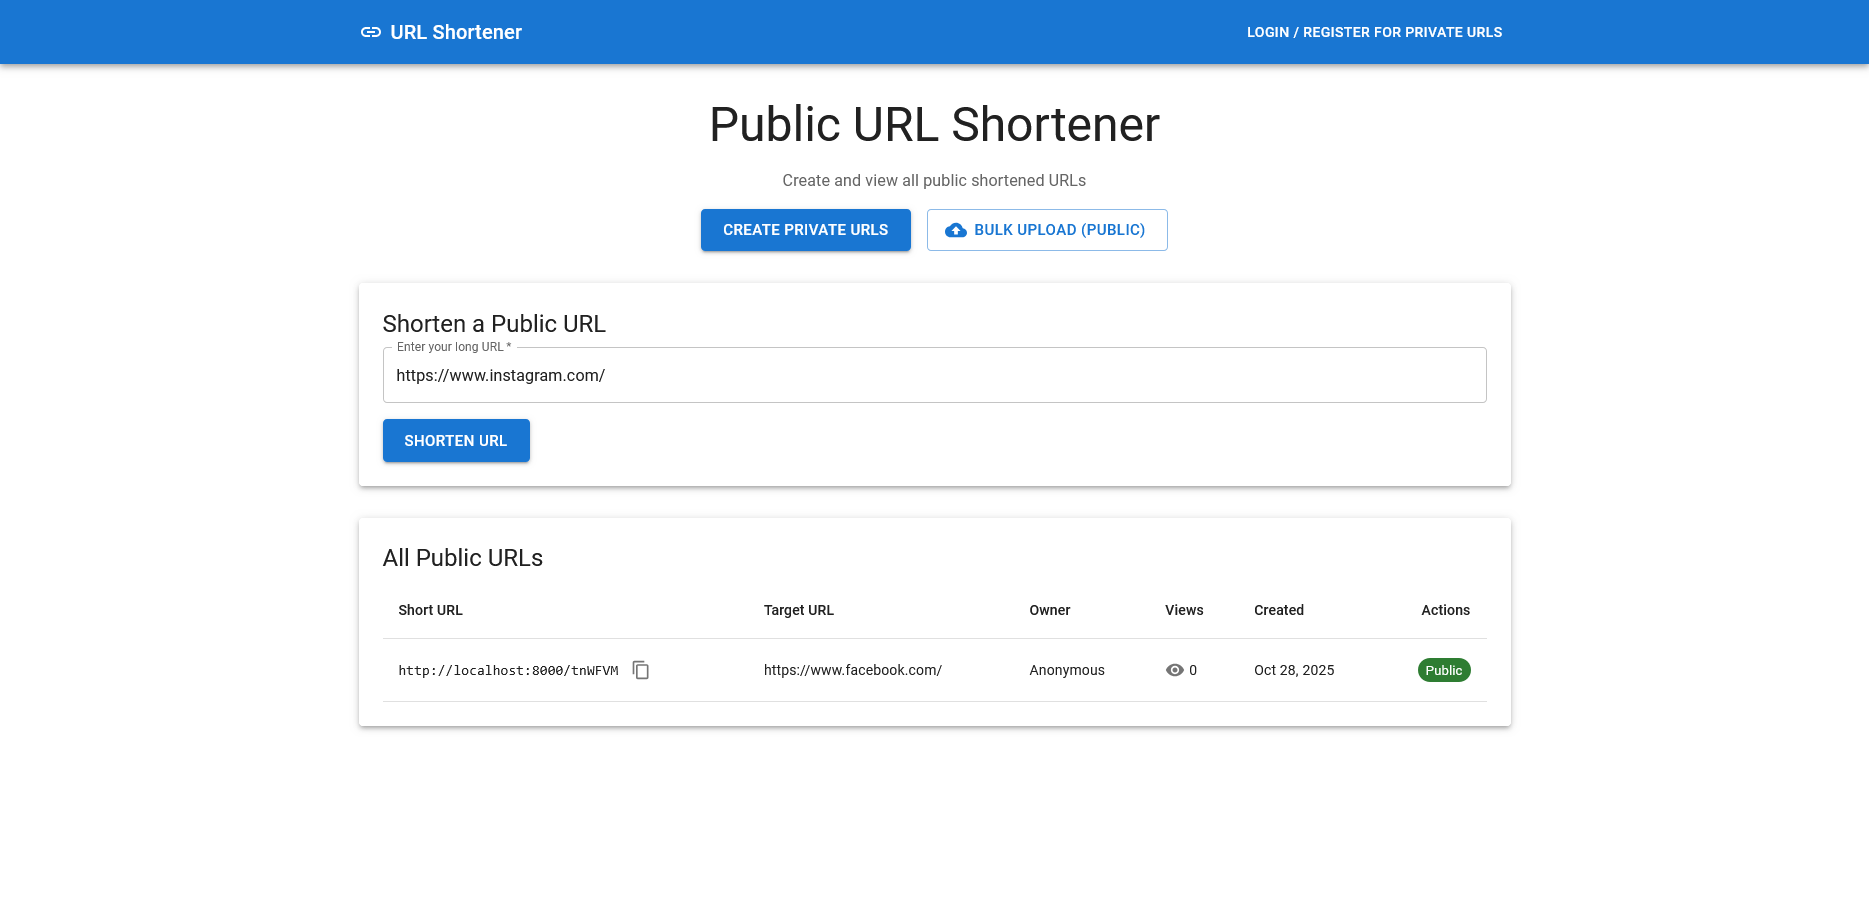 URL Shortener
LOGIN / REGISTER FOR PRIVATE URLS
Public URL Shortener
Create and view all public shortened URLs
CREATE PRIVATE URLS
BULK UPLOAD (PUBLIC)
Shorten a Public URL
Enter your long URL *
https://www.instagram.com/
SHORTEN URL
All Public URLs
Short URL Target URL Owner Views Created Actions
http://localhost:8000/tnWFVM https://www.facebook.com/ Anonymous 0 Oct 28, 2025 Public